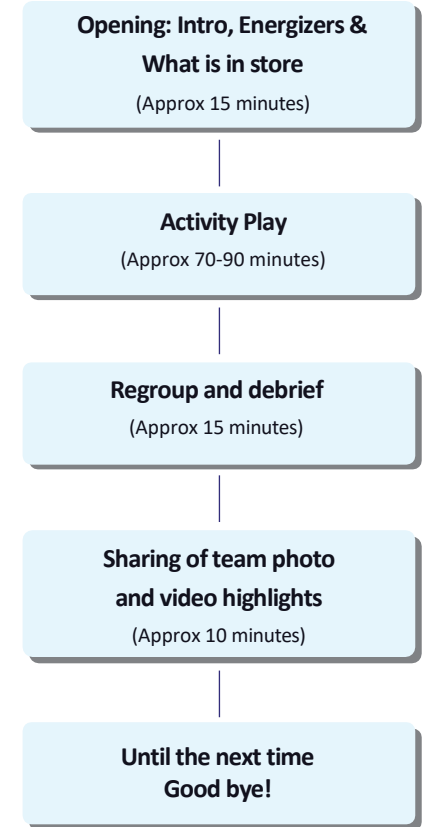 Opening: Intro, Energizers &
What is in store
(Approx 15 minutes)
Activity Play
(Approx 70-90 minutes)
Regroup and debrief
(Approx 15 minutes)
Sharing of team photo
and video highlights
(Approx 10 minutes)
Until the next time
Good bye!